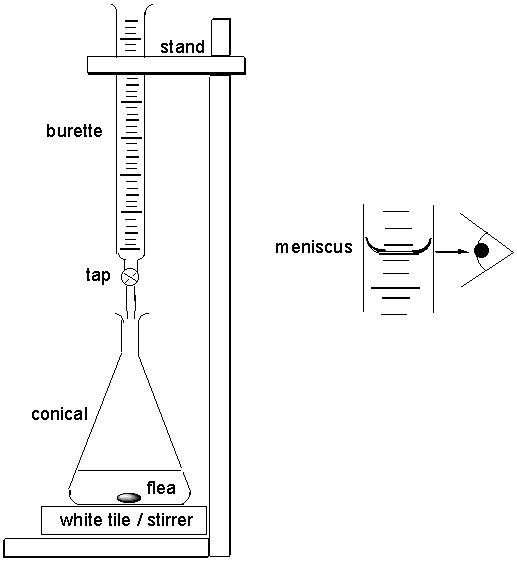 stand
burette
meniscus
tap
conical
flea
white tile / stirrer